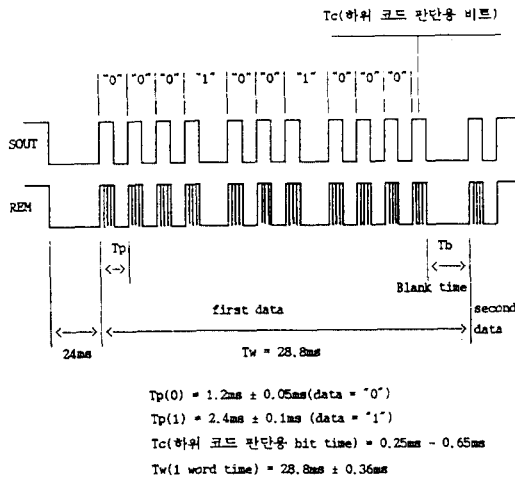 Tc(하위 코드 판단용 비트)
"0" "0" "0" "1" "0" "0" "1" "0" "0" "0"
SOUT
REM
Tp
Tb
Blank time
first data
second data
24ms
Tw = 28.8ms
Tp(0) = 1.2ms ± 0.05ms(data = "0")
Tp(1) = 2.4ms ± 0.1ms (data = "1")
Tc(하위 코드 판단용 bit time) = 0.25ms - 0.65ms
Tw(1 word time) = 28.8ms ± 0.36ms